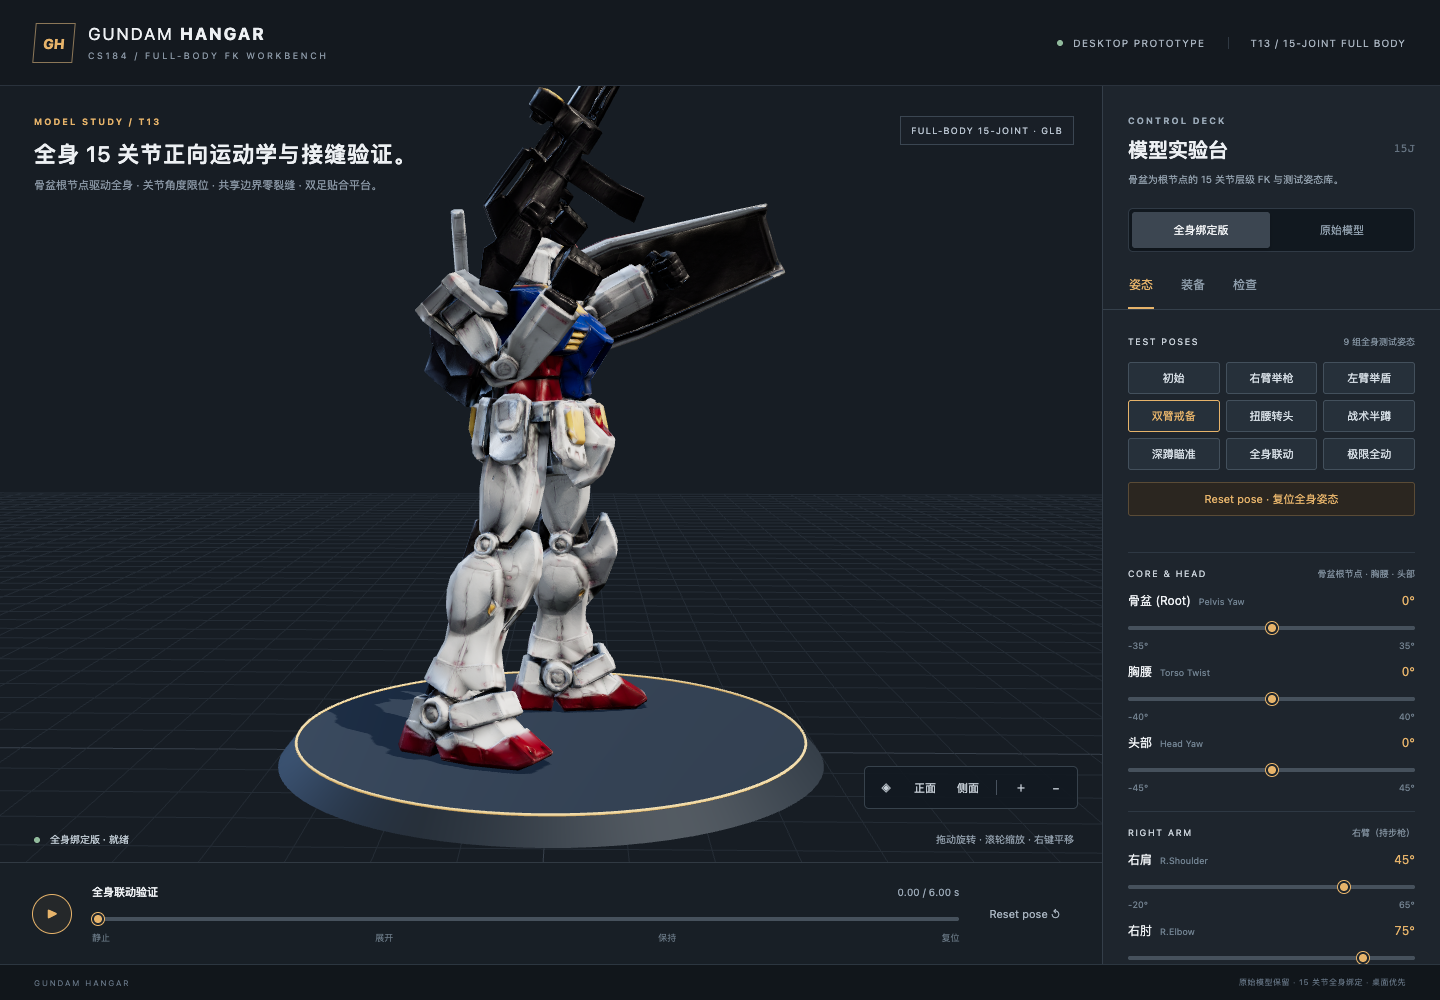 GH
GUNDAM HANGAR
CS184 / FULL-BODY FK WORKBENCH
DESKTOP PROTOTYPE
T13 / 15-JOINT FULL BODY
MODEL STUDY / T13
全身 15 关节正向运动学与接缝验证。
骨盆根节点驱动全身 · 关节角度限位 · 共享边界零裂缝 · 双足贴合平台。
FULL-BODY 15-JOINT · GLB
正面 侧面 + −
全身绑定版 · 就绪
拖动旋转 · 滚轮缩放 · 右键平移
全身联动验证
0.00 / 6.00 s
静止 展开 保持 复位
Reset pose
CONTROL DECK
模型实验台
15J
骨盆为根节点的 15 关节层级 FK 与测试姿态库。
全身绑定版 原始模型
姿态 装备 检查
TEST POSES
9 组全身测试姿态
初始 右臂举枪 左臂举盾
双臂戒备 扭腰转头 战术半蹲
深蹲瞄准 全身联动 极限全动
Reset pose · 复位全身姿态
CORE & HEAD
骨盆根节点 · 胸腰 · 头部
骨盆 (Root) Pelvis Yaw 0°
-35° 35°
胸腰 Torso Twist 0°
-40° 40°
头部 Head Yaw 0°
-45° 45°
RIGHT ARM
右臂（持步枪）
右肩 R.Shoulder 45°
-20° 65°
右肘 R.Elbow 75°
GUNDAM HANGAR
原始模型保留 · 15 关节全身绑定 · 桌面优先